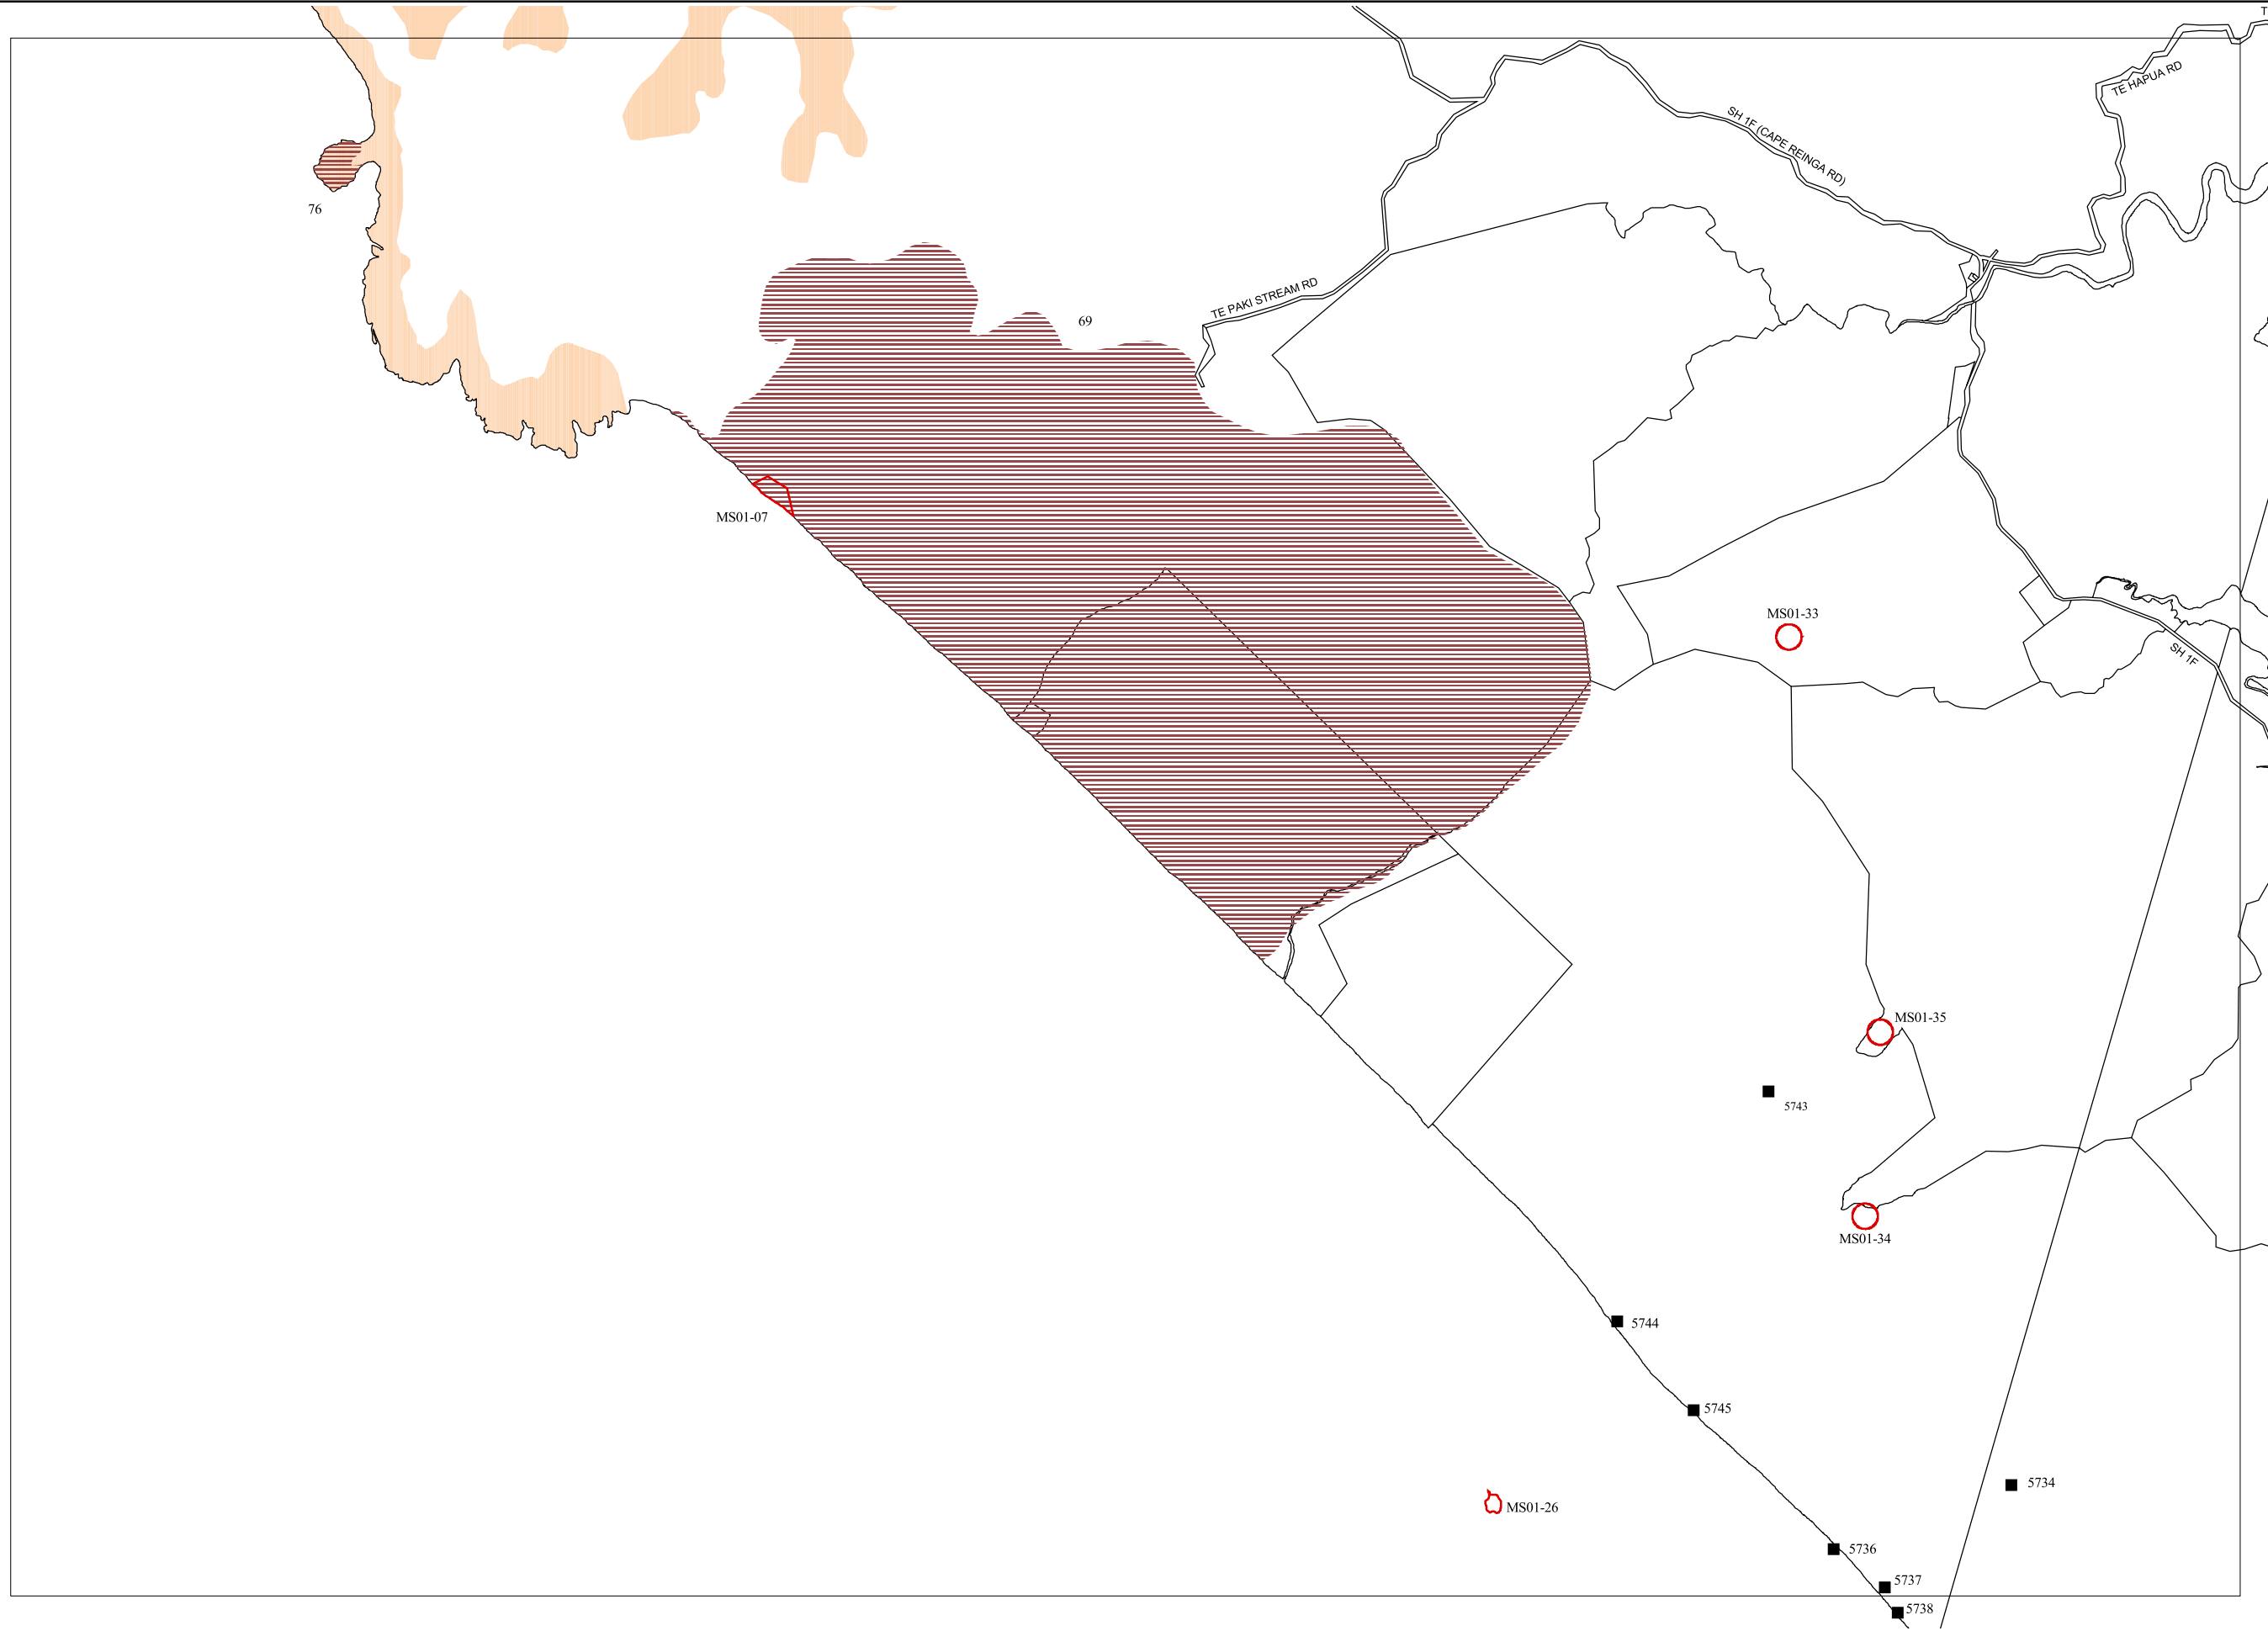 T
TE HAPUA RD
SH 1F (CAPE REINGA RD)
76
TE PAKI STREAM RD
69
MS01-07
MS01-33
SH 1F
MS01-35
5743
MS01-34
5744
5745
5734
MS01-26
5736
5737
5738